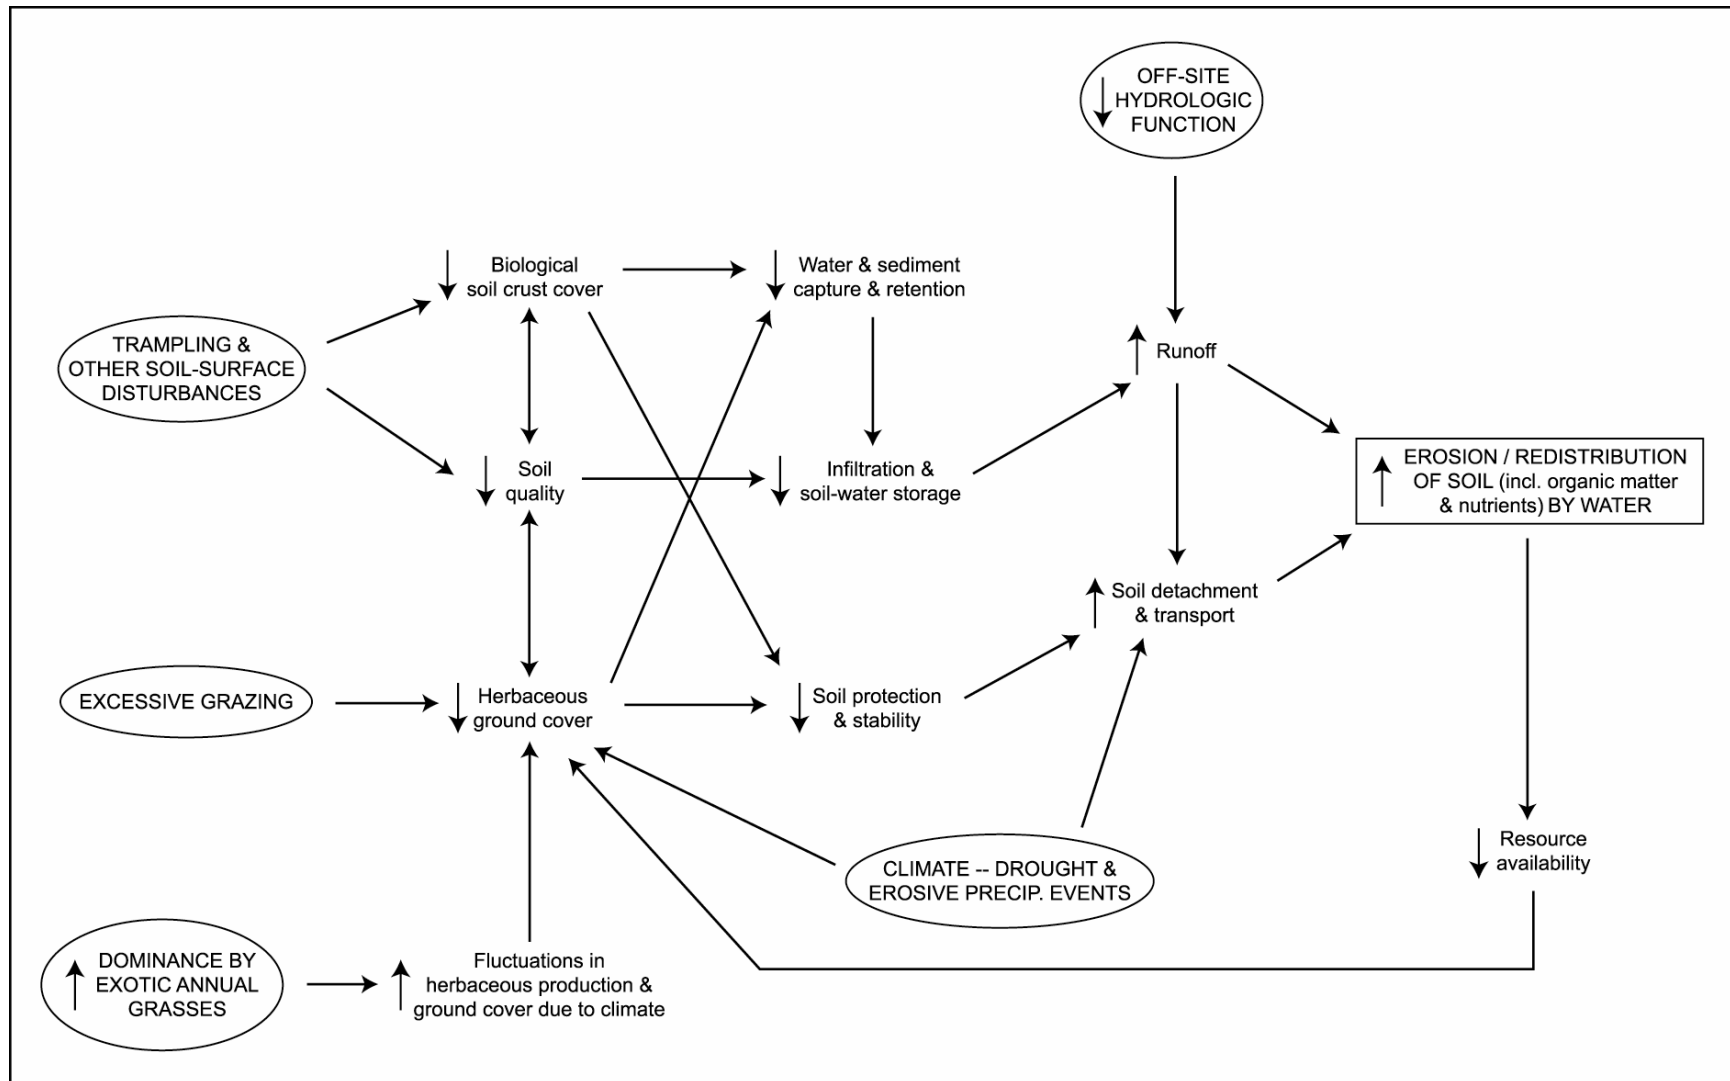 OFF-SITE
HYDROLOGIC
FUNCTION
Biological
soil crust cover
Water & sediment
capture & retention
TRAMPLING &
OTHER SOIL-SURFACE
DISTURBANCES
Runoff
Soil
quality
Infiltration &
soil-water storage
EROSION / REDISTRIBUTION
OF SOIL (incl. organic matter
& nutrients) BY WATER
Soil detachment
& transport
EXCESSIVE GRAZING
Herbaceous
ground cover
Soil protection
& stability
CLIMATE -- DROUGHT &
EROSIVE PRECIP. EVENTS
Resource
availability
DOMINANCE BY
EXOTIC ANNUAL
GRASSES
Fluctuations in
herbaceous production &
ground cover due to climate